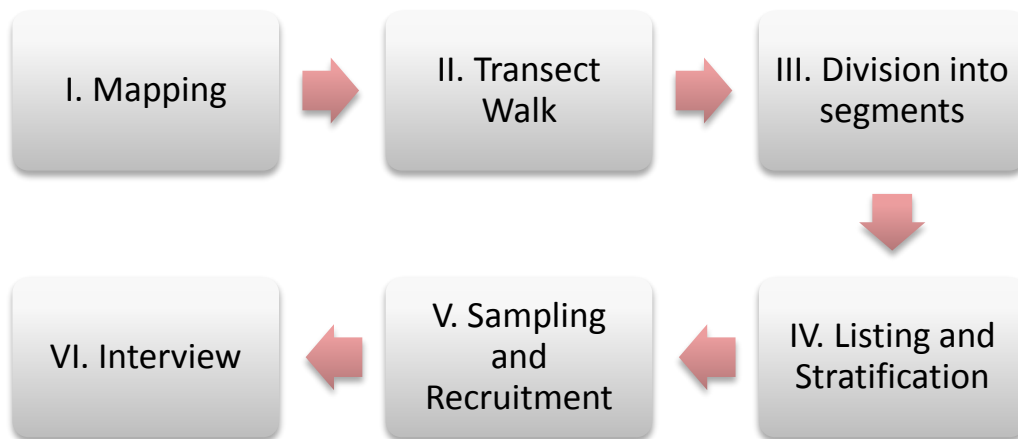 I. Mapping
II. Transect
Walk
III. Division into
segments
IV. Listing and
Stratification
V. Sampling
and
Recruitment
VI. Interview